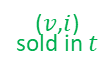 (v,i)
sold in t